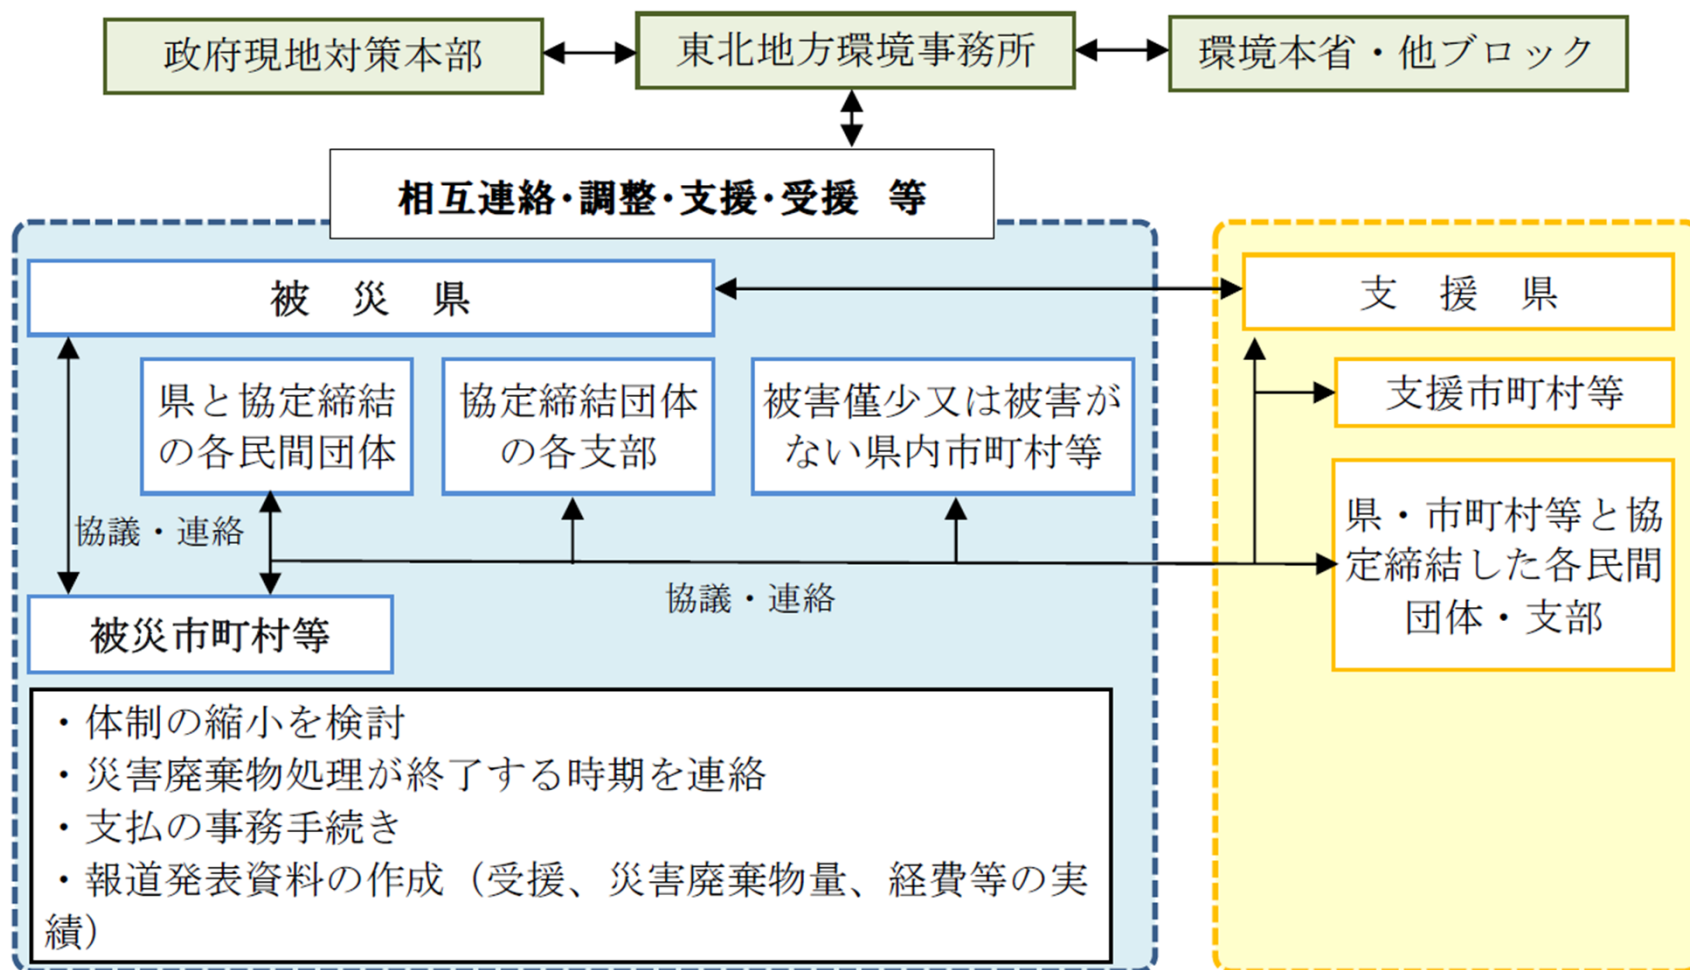 政府現地対策本部
東北地方環境事務所
環境本省・他ブロック
相互連絡・調整・支援・受援 等
被 災 県
支 援 県
県と協定締結
の各民間団体
協定締結団体
の各支部
被害僅少又は被害が
ない県内市町村等
支援市町村等
県・市町村等と協
定締結した各民間
団体・支部
協議・連絡
協議・連絡
被災市町村等
・体制の縮小を検討
・災害廃棄物処理が終了する時期を連絡
・支払の事務手続き
・報道発表資料の作成（受援、災害廃棄物量、経費等の実
績）